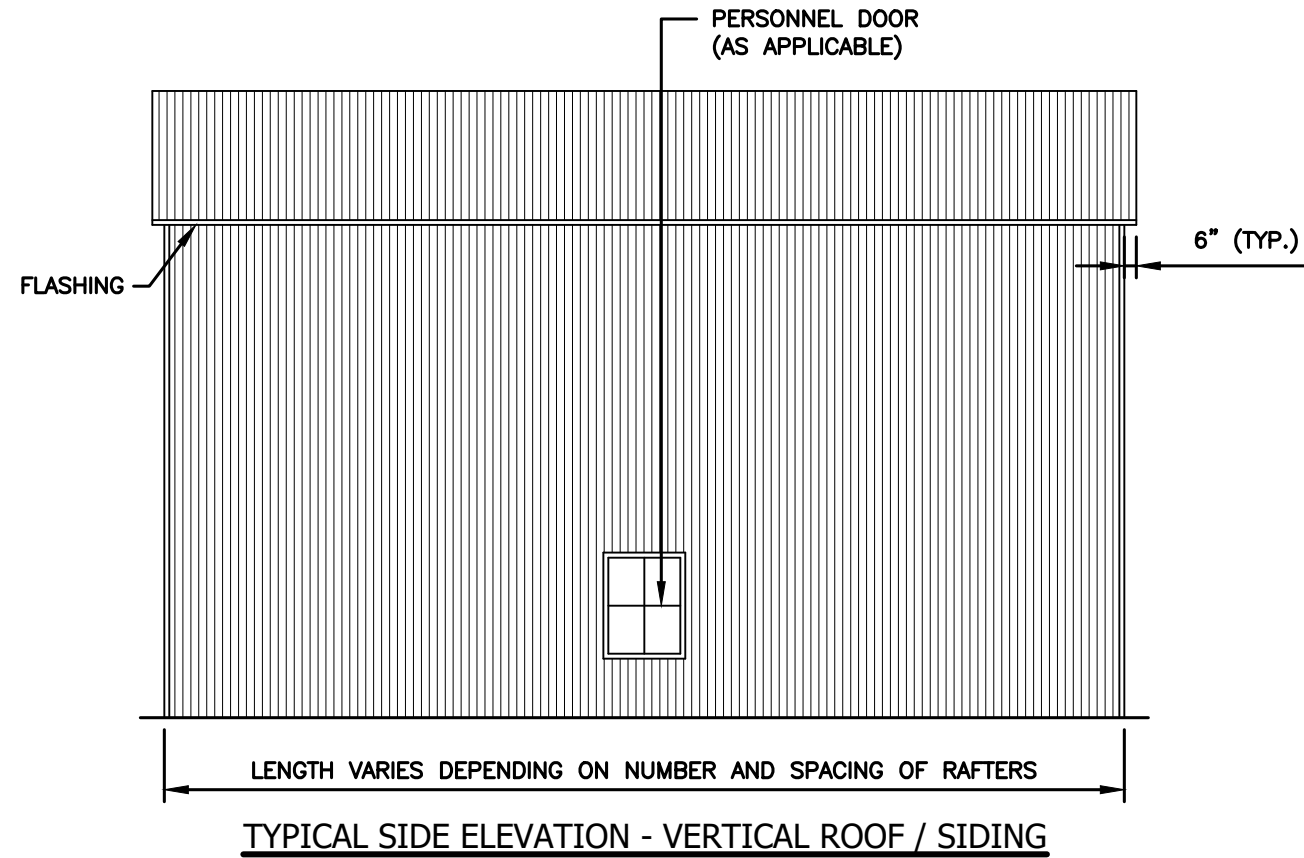 PERSONNEL DOOR
(AS APPLICABLE)
6” (TYP.)
FLASHING
LENGTH VARIES DEPENDING ON NUMBER AND SPACING OF RAFTERS
TYPICAL SIDE ELEVATION - VERTICAL ROOF / SIDING